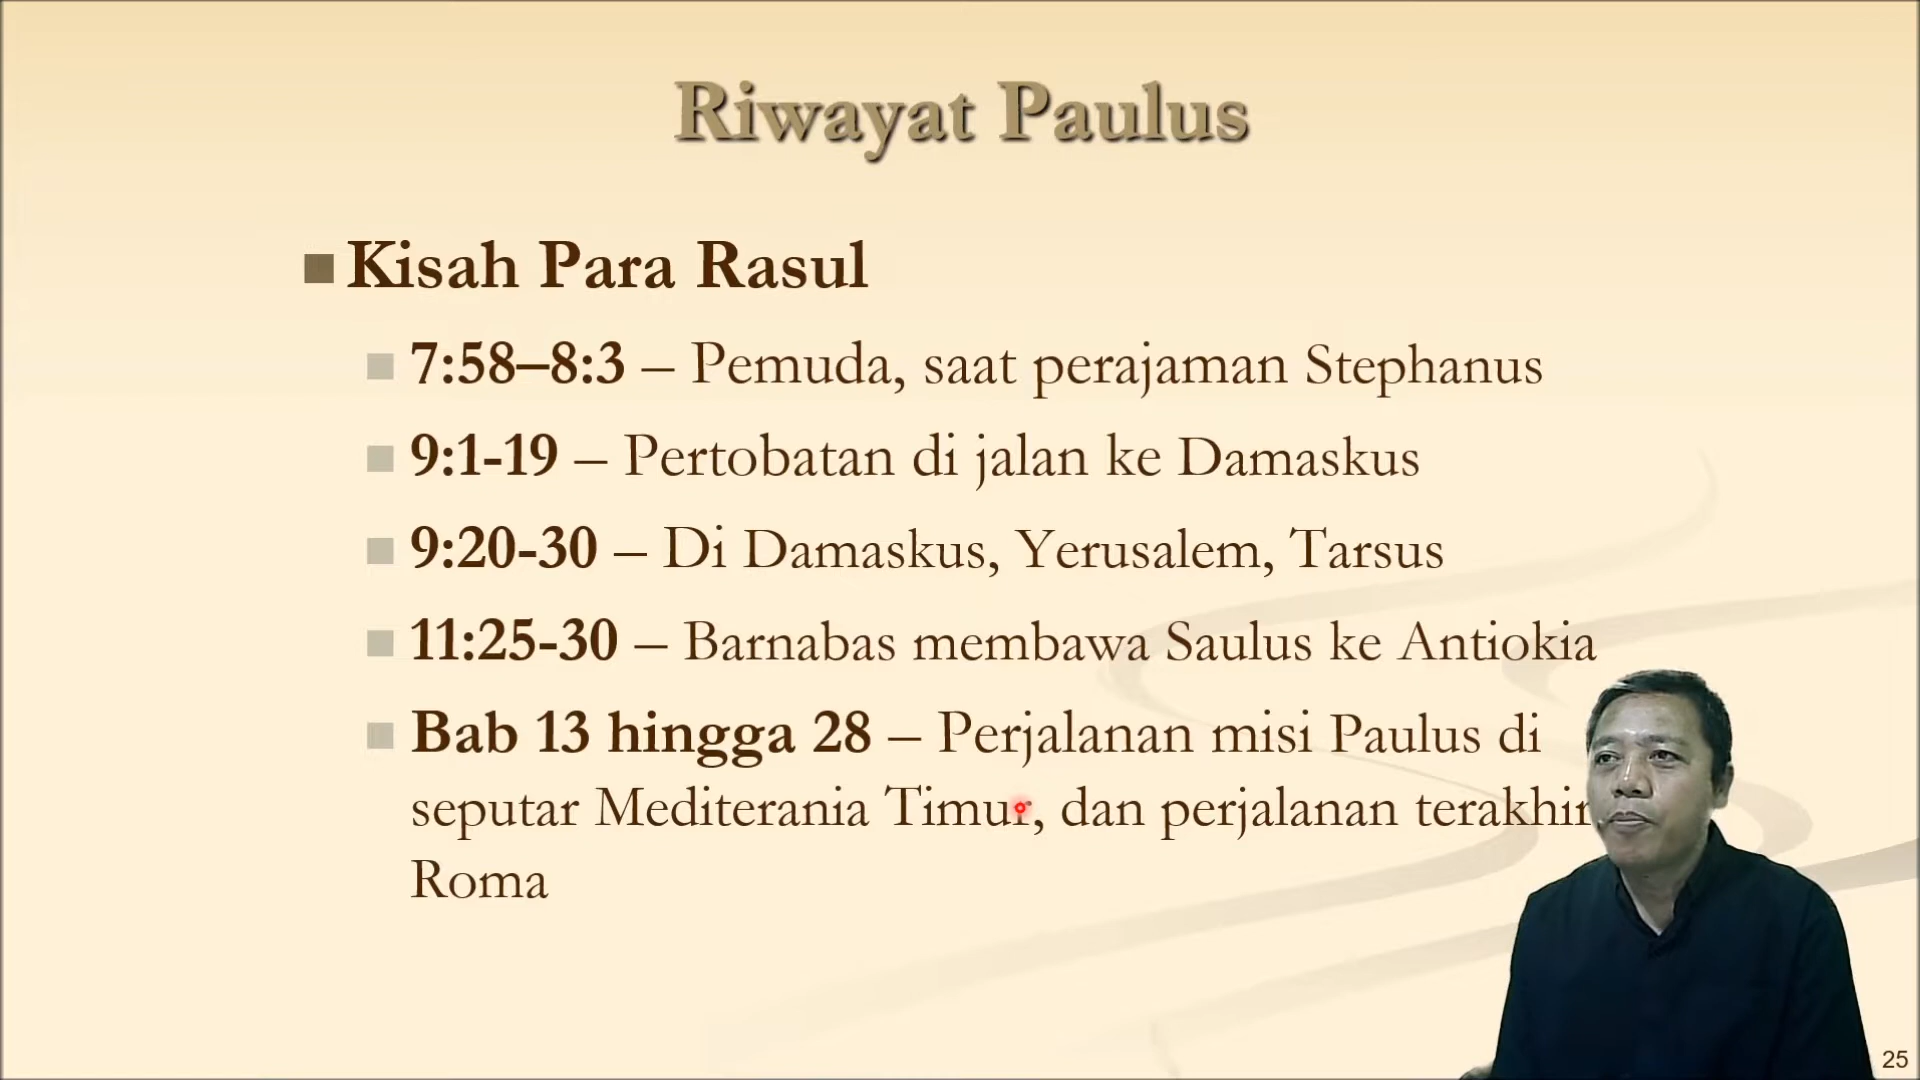 Riwayat Paulus
Kisah Para Rasul
7:58–8:3 – Pemuda, saat perajaman Stephanus
9:1-19 – Pertobatan di jalan ke Damaskus
9:20-30 – Di Damaskus, Yerusalem, Tarsus
11:25-30 – Barnabas membawa Saulus ke Antiokia
Bab 13 hingga 28 – Perjalanan misi Paulus di
seputar Mediterania Timur, dan perjalanan terakhir
Roma
25